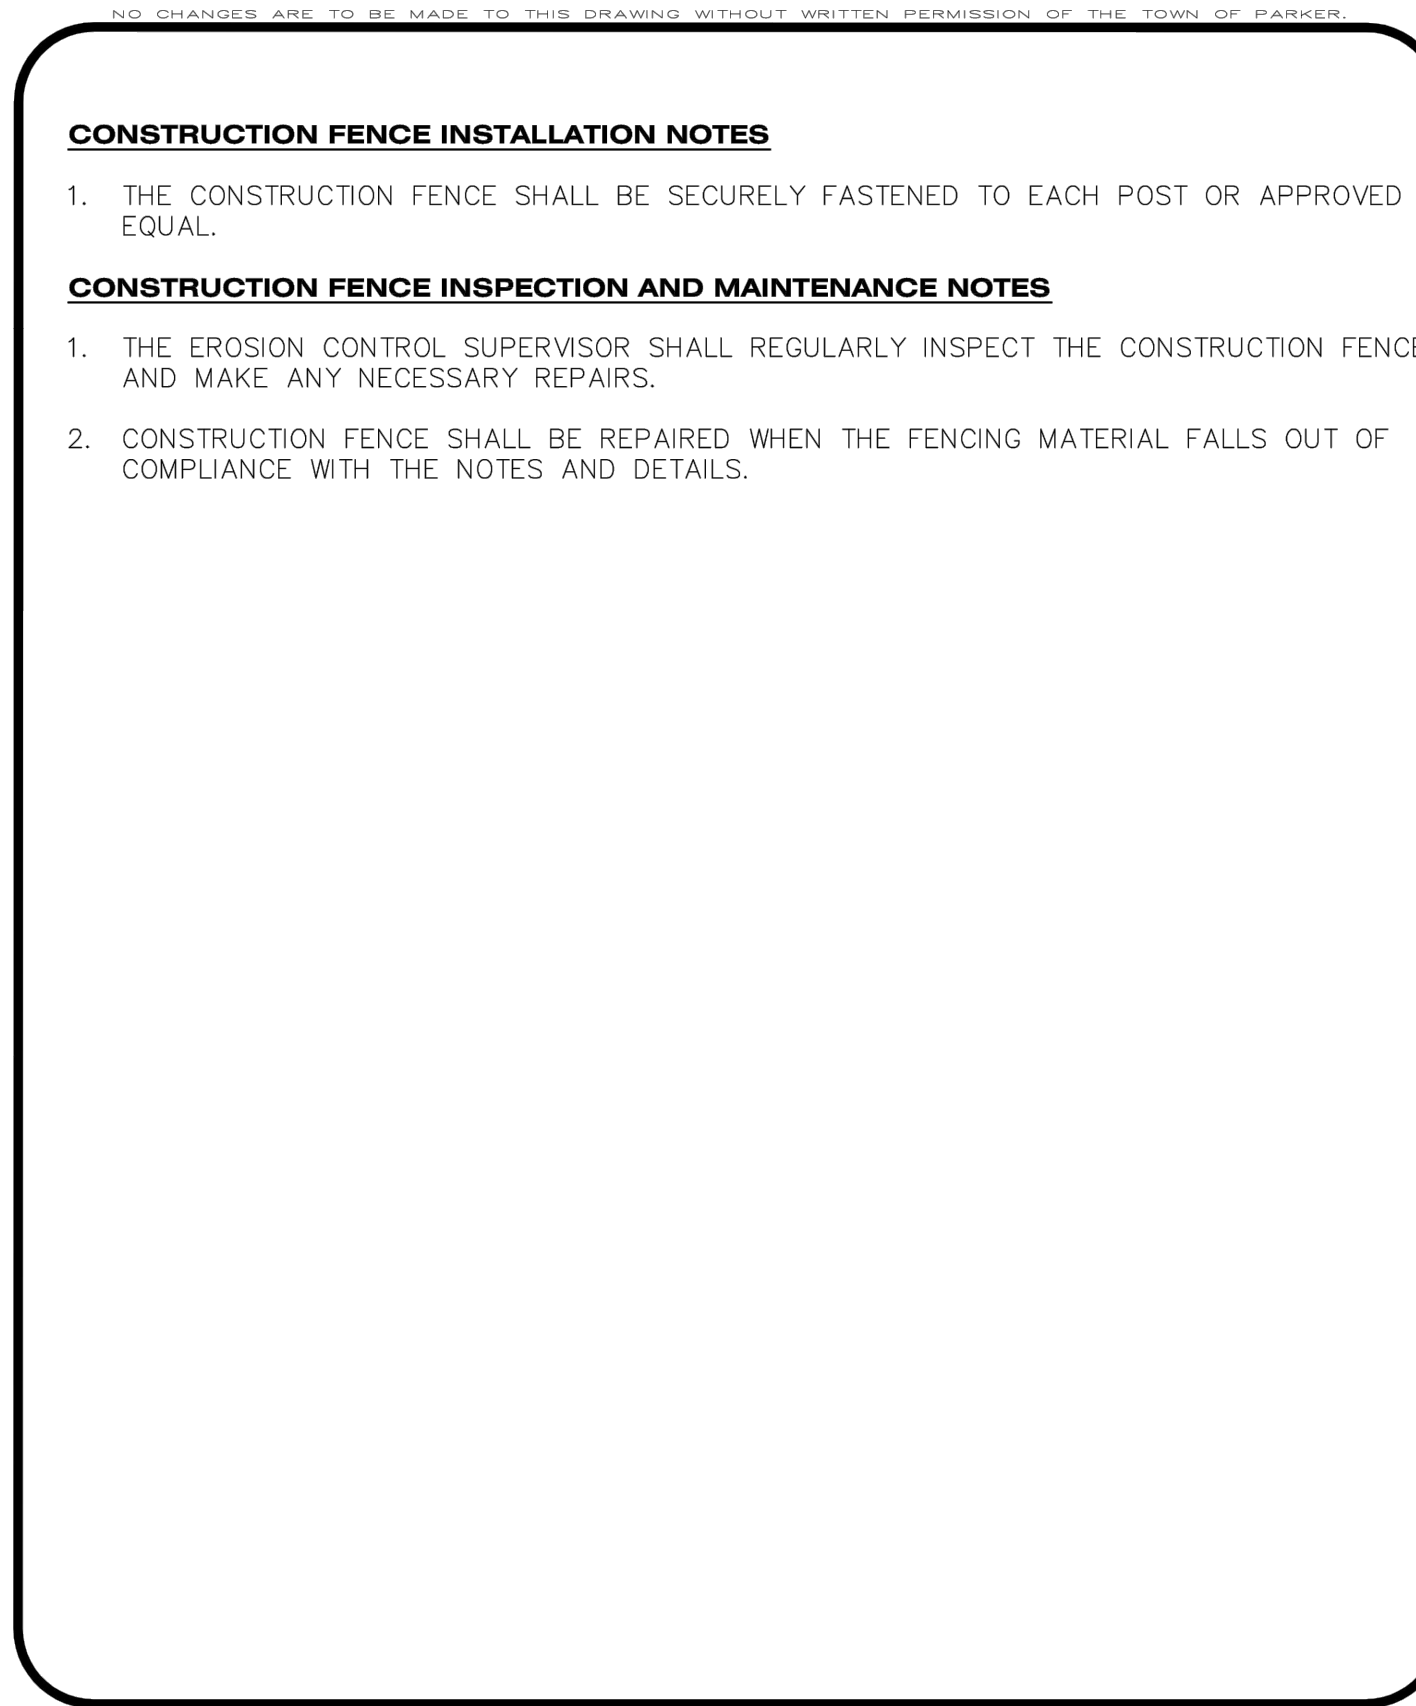 NO CHANGES ARE TO BE MADE TO THIS DRAWING WITHOUT WRITTEN PERMISSION OF THE TOWN OF PARKER.
CONSTRUCTION FENCE INSTALLATION NOTES
1. THE CONSTRUCTION FENCE SHALL BE SECURELY FASTENED TO EACH POST OR APPROVED
EQUAL.
CONSTRUCTION FENCE INSPECTION AND MAINTENANCE NOTES
1. THE EROSION CONTROL SUPERVISOR SHALL REGULARLY INSPECT THE CONSTRUCTION FENCE
AND MAKE ANY NECESSARY REPAIRS.
2. CONSTRUCTION FENCE SHALL BE REPAIRED WHEN THE FENCING MATERIAL FALLS OUT OF
COMPLIANCE WITH THE NOTES AND DETAILS.